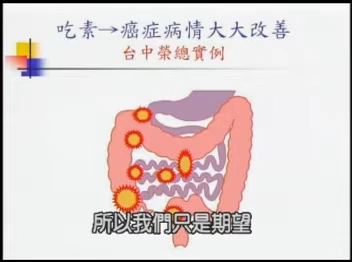 吃素→癌症病情大大改善
台中榮總實例
所以我們只是期望